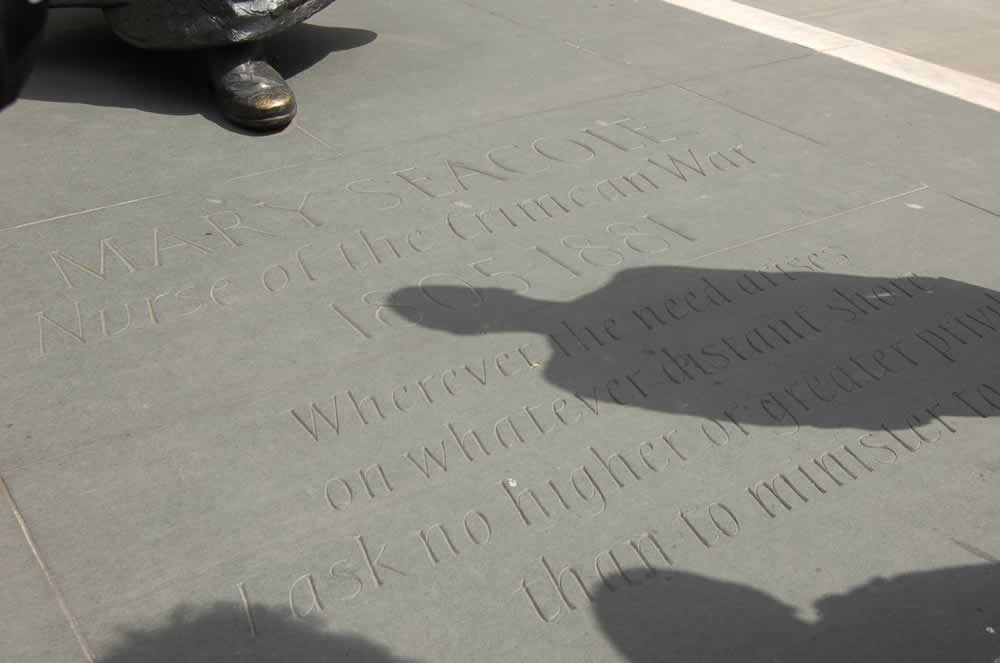 MARY SEACOLE
Nurse of the Crimean War
1805 1881
Wherever the need arises
on whatever distant shore
I ask no higher or greater
than to minister